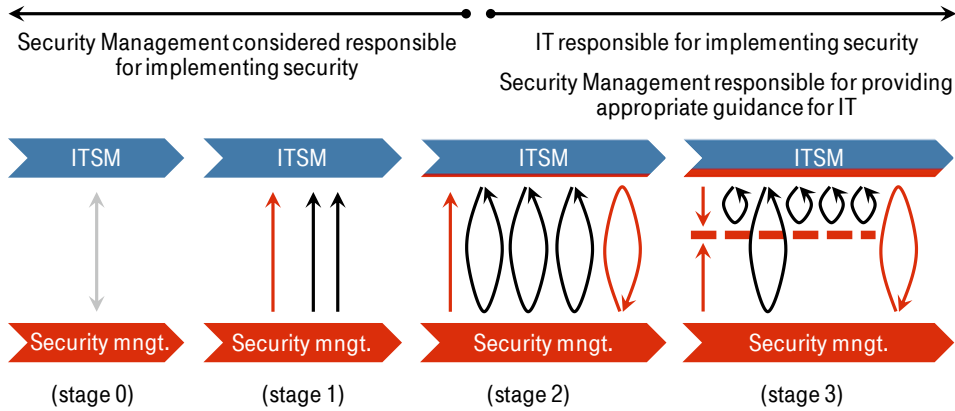 Security Management considered responsible
for implementing security
IT responsible for implementing security
Security Management responsible for providing
appropriate guidance for IT
ITSM
ITSM
ITSM
ITSM
Security mngt.
Security mngt.
Security mngt.
Security mngt.
(stage 0)
(stage 1)
(stage 2)
(stage 3)